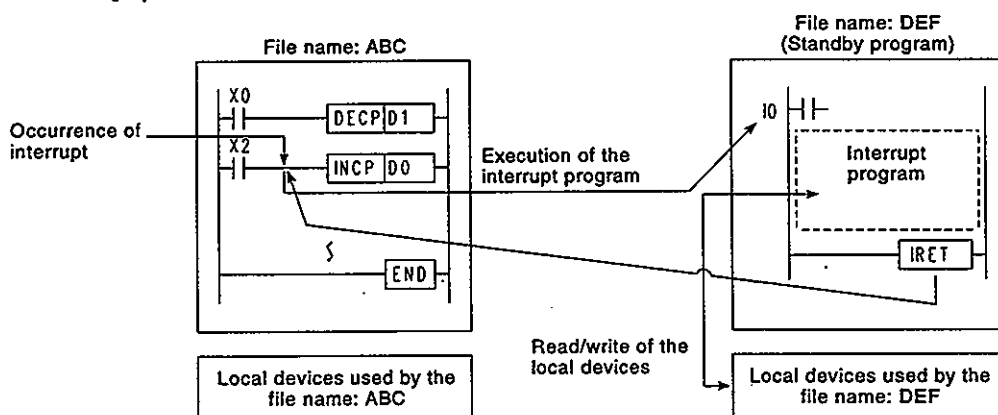 File name: ABC
File name: DEF
(Standby program)
X0
DECP D1
Occurrence of
interrupt
X2
INCP D0
Execution of the
interrupt program
I0
Interrupt
program
END
IRET
Read/write of the
local devices
Local devices used by the
file name: ABC
Local devices used by the
file name: DEF